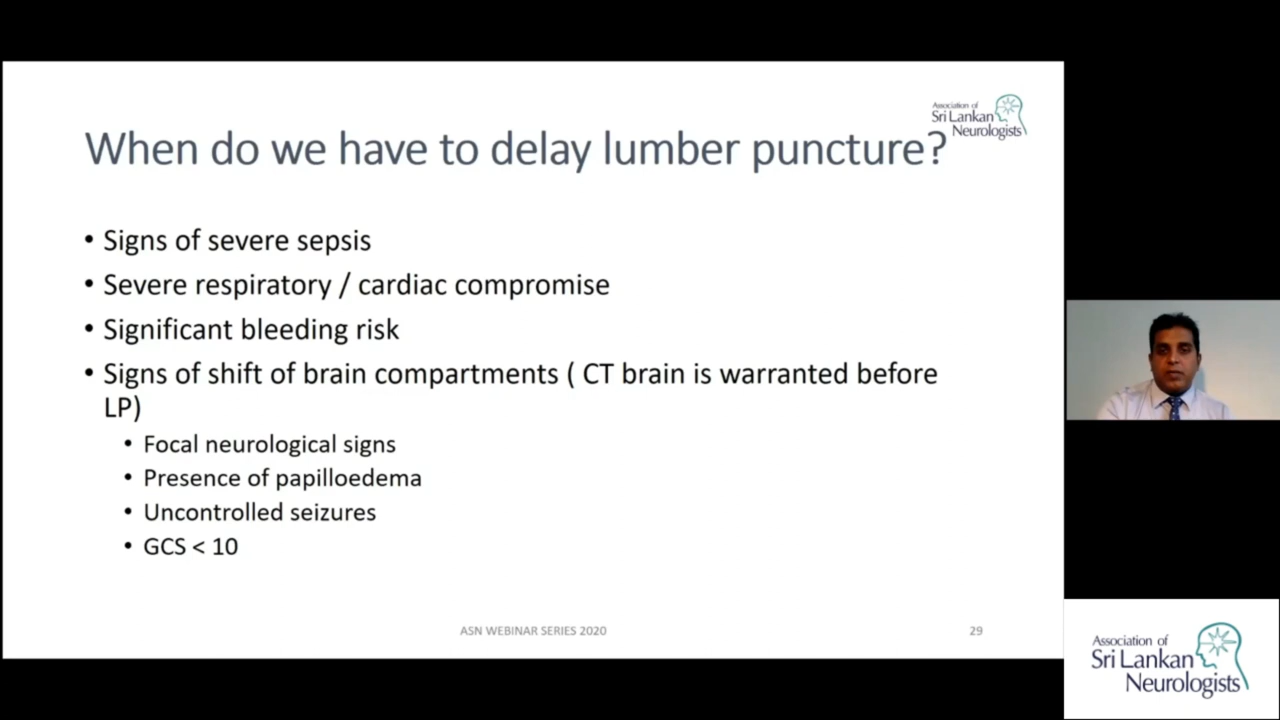 Association of
Sri Lankan
Neurologists
When do we have to delay lumber puncture?
• Signs of severe sepsis
• Severe respiratory / cardiac compromise
• Significant bleeding risk
• Signs of shift of brain compartments ( CT brain is warranted before
LP)
• Focal neurological signs
• Presence of papilloedema
• Uncontrolled seizures
• GCS < 10
ASN WEBINAR SERIES 2020
29
Association of
Sri Lankan
Neurologists